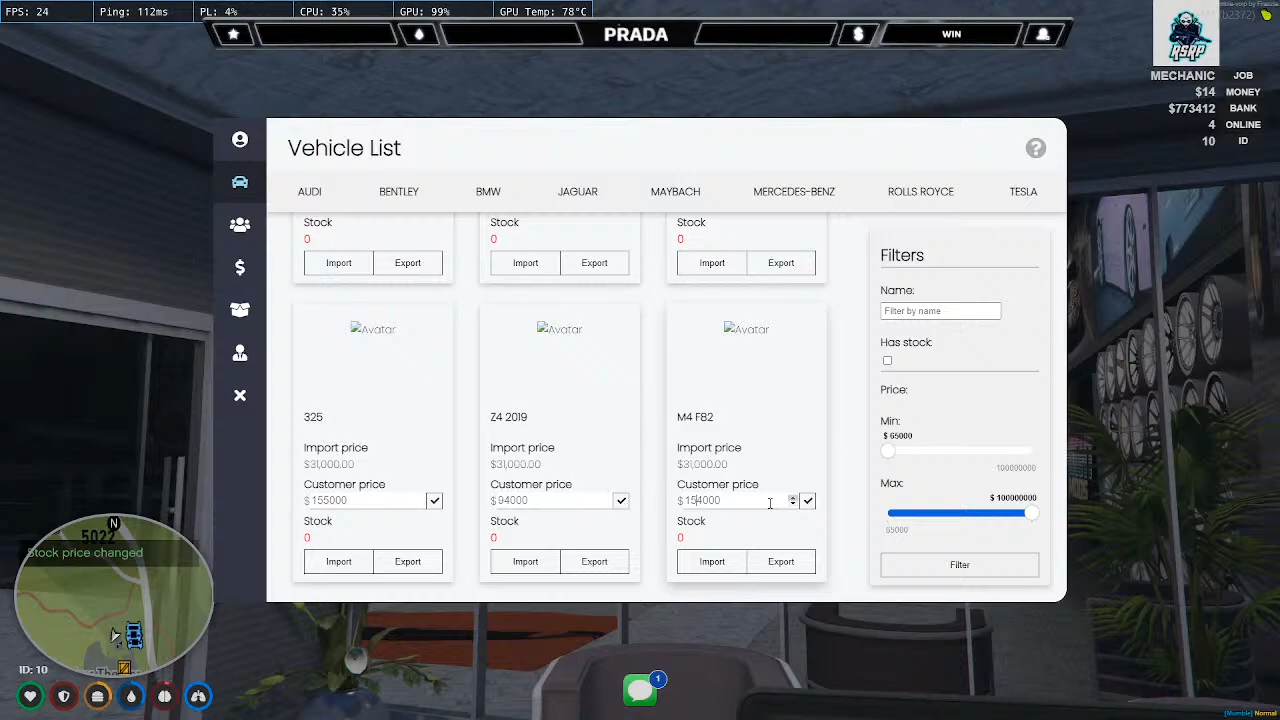 FPS: 24
Ping: 112ms
PL: 4%
CPU: 35%
GPU: 99%
GPU Temp: 78°C
PRADA
WIN
RSRP
MECHANIC JOB
$14 MONEY
$773412 BANK
4 ONLINE
10 ID
Vehicle List
?
AUDI
BENTLEY
BMW
JAGUAR
MAYBACH
MERCEDES-BENZ
ROLLS ROYCE
TESLA
Stock
0
Import
Export
Stock
0
Import
Export
Stock
0
Import
Export
Avatar
325
Import price
$31,000.00
Customer price
$ 155000
Stock
0
Import
Export
Avatar
Z4 2019
Import price
$31,000.00
Customer price
$ 94000
Stock
0
Import
Export
Avatar
M4 F82
Import price
$31,000.00
Customer price
$ 154000
Stock
0
Import
Export
Filters
Name:
Filter by name
Has stock:
Price:
Min:
$ 65000
100000000
Max:
$ 100000000
65000
Filter
N
5022
Stock price changed
ID: 10
1
[Mumble] Normal